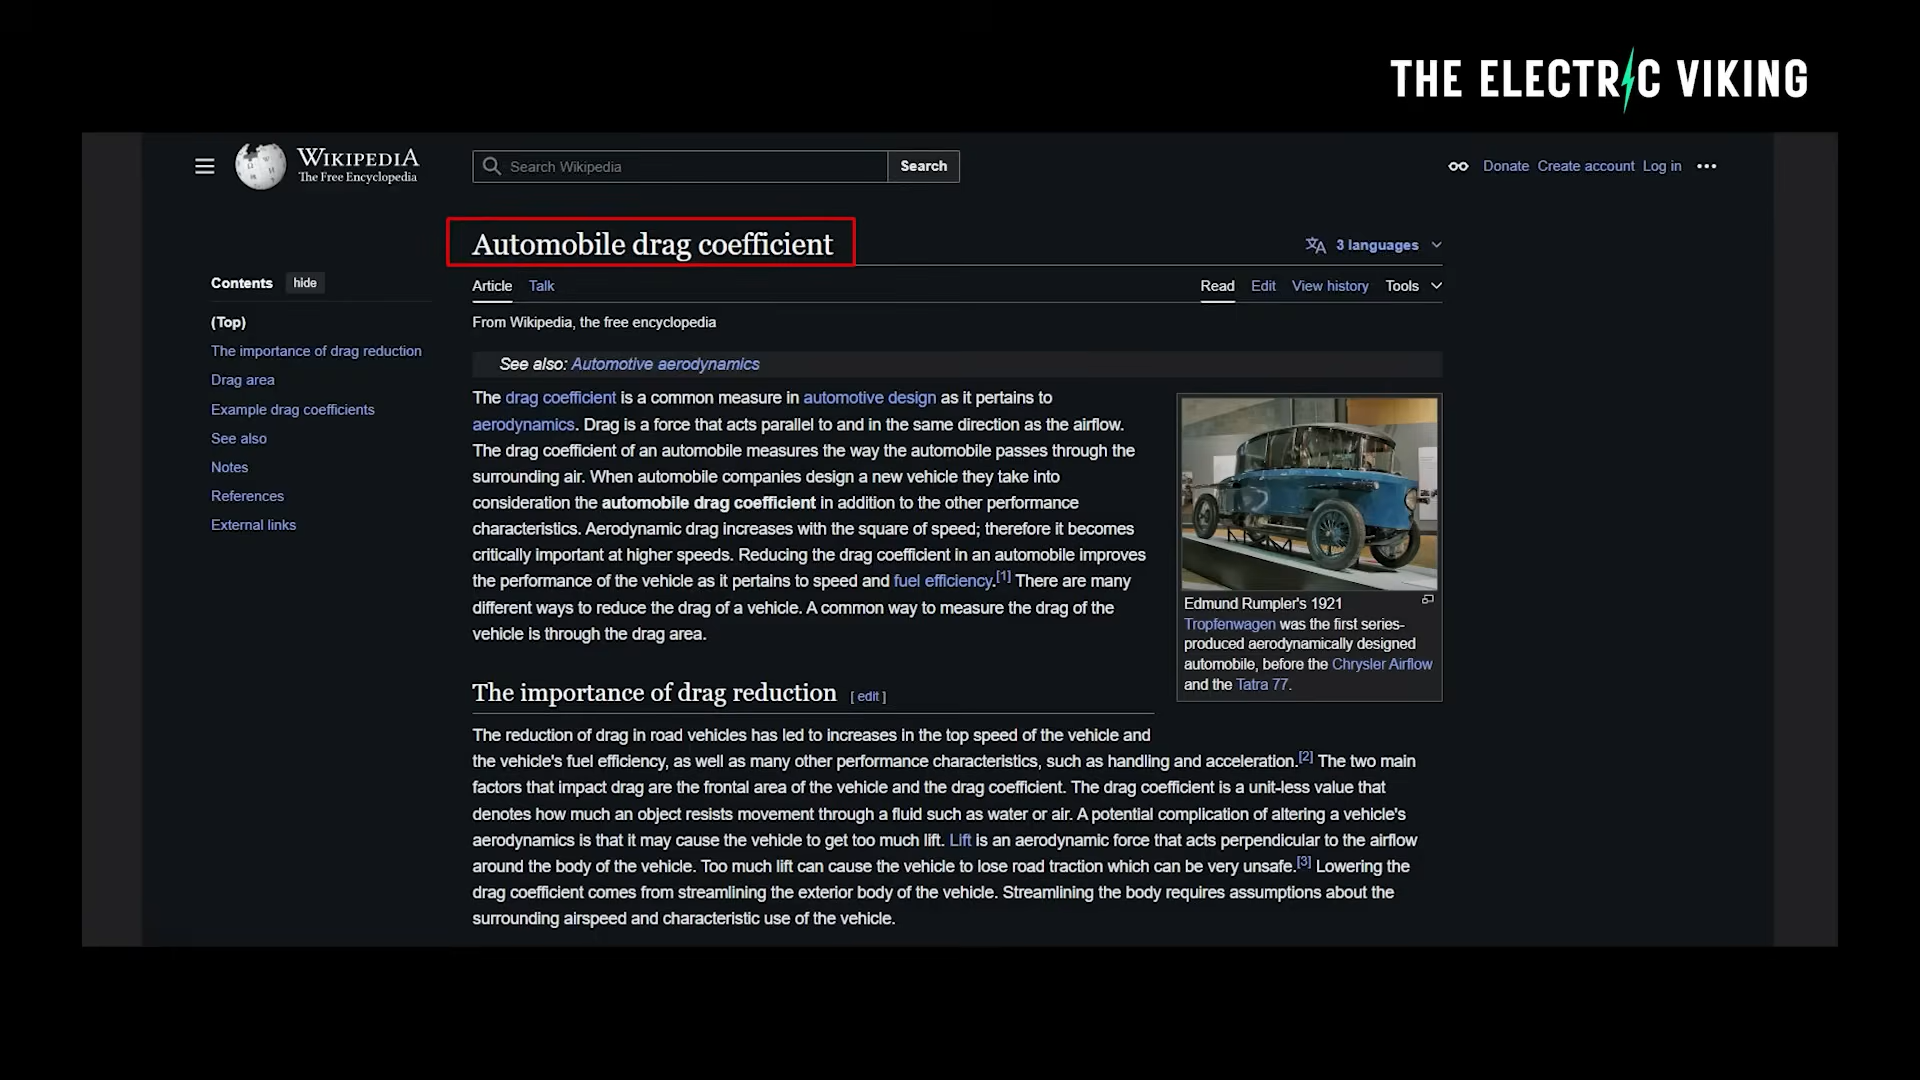 THE ELECTRIC VIKING
WIKIPEDIA
The Free Encyclopedia
Search Wikipedia
Search
Donate
Create account
Log in
Automobile drag coefficient
3 languages
Contents
hide
Article
Talk
Read
Edit
View history
Tools
(Top)
The importance of drag reduction
Drag area
Example drag coefficients
See also
Notes
References
External links
From Wikipedia, the free encyclopedia
See also: Automotive aerodynamics
The drag coefficient is a common measure in automotive design as it pertains to
aerodynamics. Drag is a force that acts parallel to and in the same direction as the airflow.
The drag coefficient of an automobile measures the way the automobile passes through the
surrounding air. When automobile companies design a new vehicle they take into
consideration the automobile drag coefficient in addition to the other performance
characteristics. Aerodynamic drag increases with the square of speed; therefore it becomes
critically important at higher speeds. Reducing the drag coefficient in an automobile improves
the performance of the vehicle as it pertains to speed and fuel efficiency.[1] There are many
different ways to reduce the drag of a vehicle. A common way to measure the drag of the
vehicle is through the drag area.
Edmund Rumpler's 1921
Tropfenwagen was the first series-
produced aerodynamically designed
automobile, before the Chrysler Airflow
and the Tatra 77.
The importance of drag reduction [ edit ]
The reduction of drag in road vehicles has led to increases in the top speed of the vehicle and
the vehicle's fuel efficiency, as well as many other performance characteristics, such as handling and acceleration.[2] The two main
factors that impact drag are the frontal area of the vehicle and the drag coefficient. The drag coefficient is a unit-less value that
denotes how much an object resists movement through a fluid such as water or air. A potential complication of altering a vehicle's
aerodynamics is that it may cause the vehicle to get too much lift. Lift is an aerodynamic force that acts perpendicular to the airflow
around the body of the vehicle. Too much lift can cause the vehicle to lose road traction which can be very unsafe.[3] Lowering the
drag coefficient comes from streamlining the exterior body of the vehicle. Streamlining the body requires assumptions about the
surrounding airspeed and characteristic use of the vehicle.